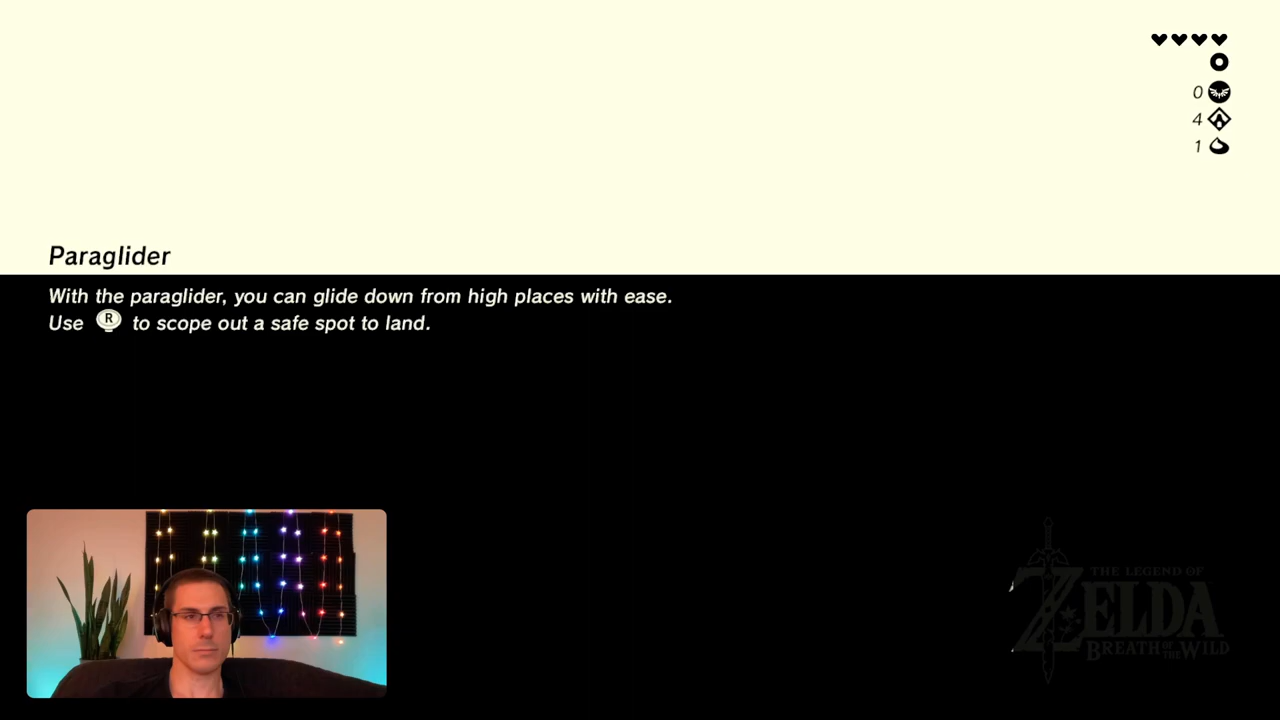 0
4
1
Paraglider
With the paraglider, you can glide down from high places with ease.
Use R to scope out a safe spot to land.
THE LEGEND OF
ZELDA
BREATH OF THE WILD